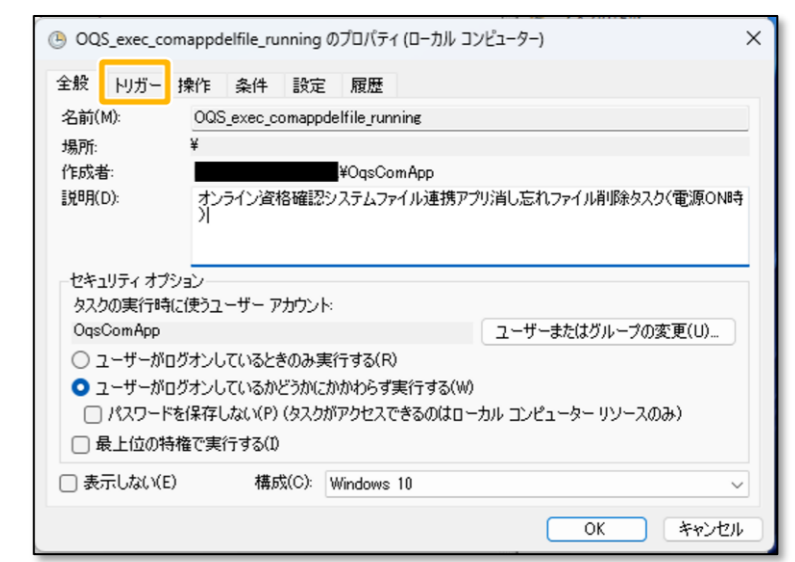 OQS_exec_comappdelfile_running のプロパティ (ローカル コンピューター)
全般 トリガー 操作 条件 設定 履歴
名前(M): OQS_exec_comappdelfile_running
場所: ¥
作成者: ¥OqsComApp
説明(D): オンライン資格確認システムファイル連携アプリ消し忘れファイル削除タスク(電源ON時
)
セキュリティ オプション
タスクの実行時に使うユーザー アカウント:
OqsComApp ユーザーまたはグループの変更(U)...
ユーザーがログオンしているときのみ実行する(R)
ユーザーがログオンしているかどうかにかかわらず実行する(W)
パスワードを保存しない(P) (タスクがアクセスできるのはローカル コンピューター リソースのみ)
最上位の特権で実行する(I)
表示しない(E) 構成(C): Windows 10
OK キャンセル